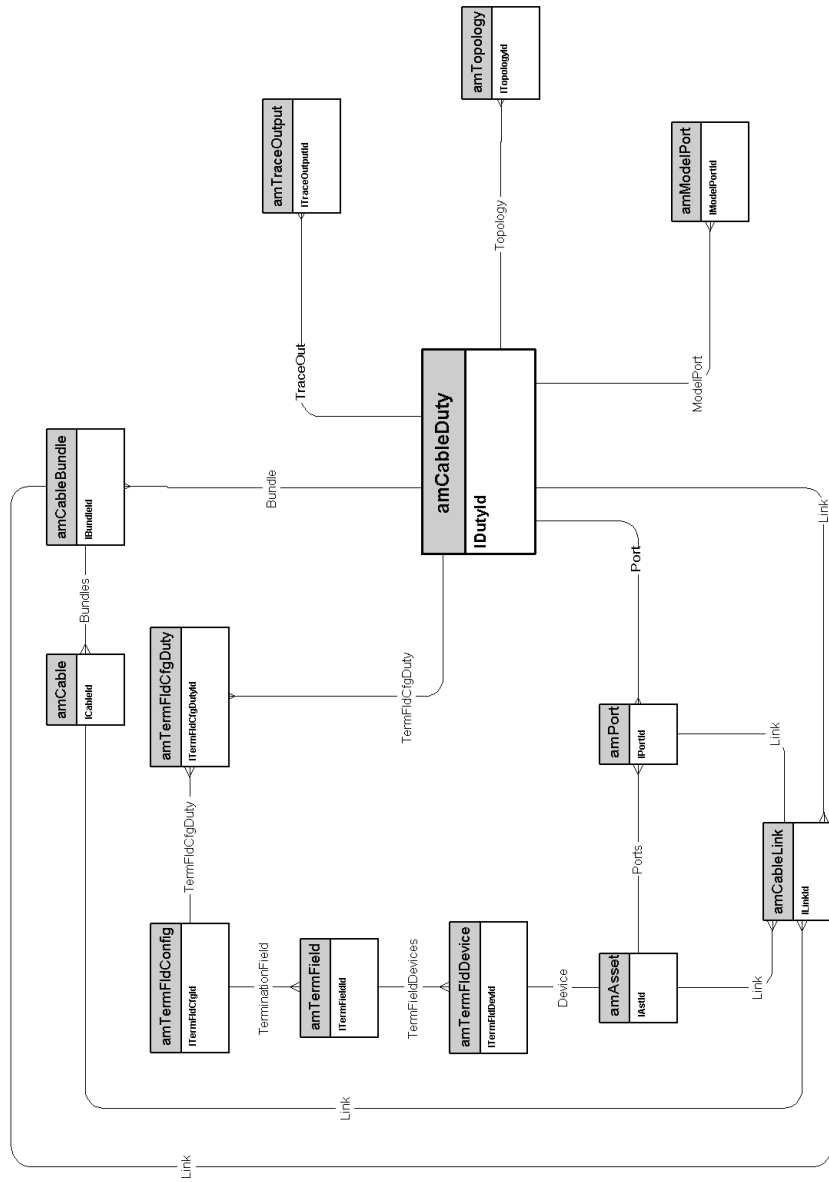 Link
amCable
lCableId
Bundles
amCableBundle
lBundleId
amTermFldConfig
lTermFldCfgId
TermFldCfgDuty
amTermFldCfgDuty
lTermFldCfgDutyId
TerminationField
Link
Bundle
amTraceOutput
lTraceOutputId
amTermField
lTermFieldId
TraceOut
TermFieldDevices
TermFldCfgDuty
amCableDuty
lDutyId
amTermFldDevice
lTermFldDevId
Topology
amTopology
lTopologyId
Device
amAsset
lAstId
Ports
amPort
lPortId
Port
ModelPort
amModelPort
lModelPortId
Link
Link
amCableLink
lLinkId
Link